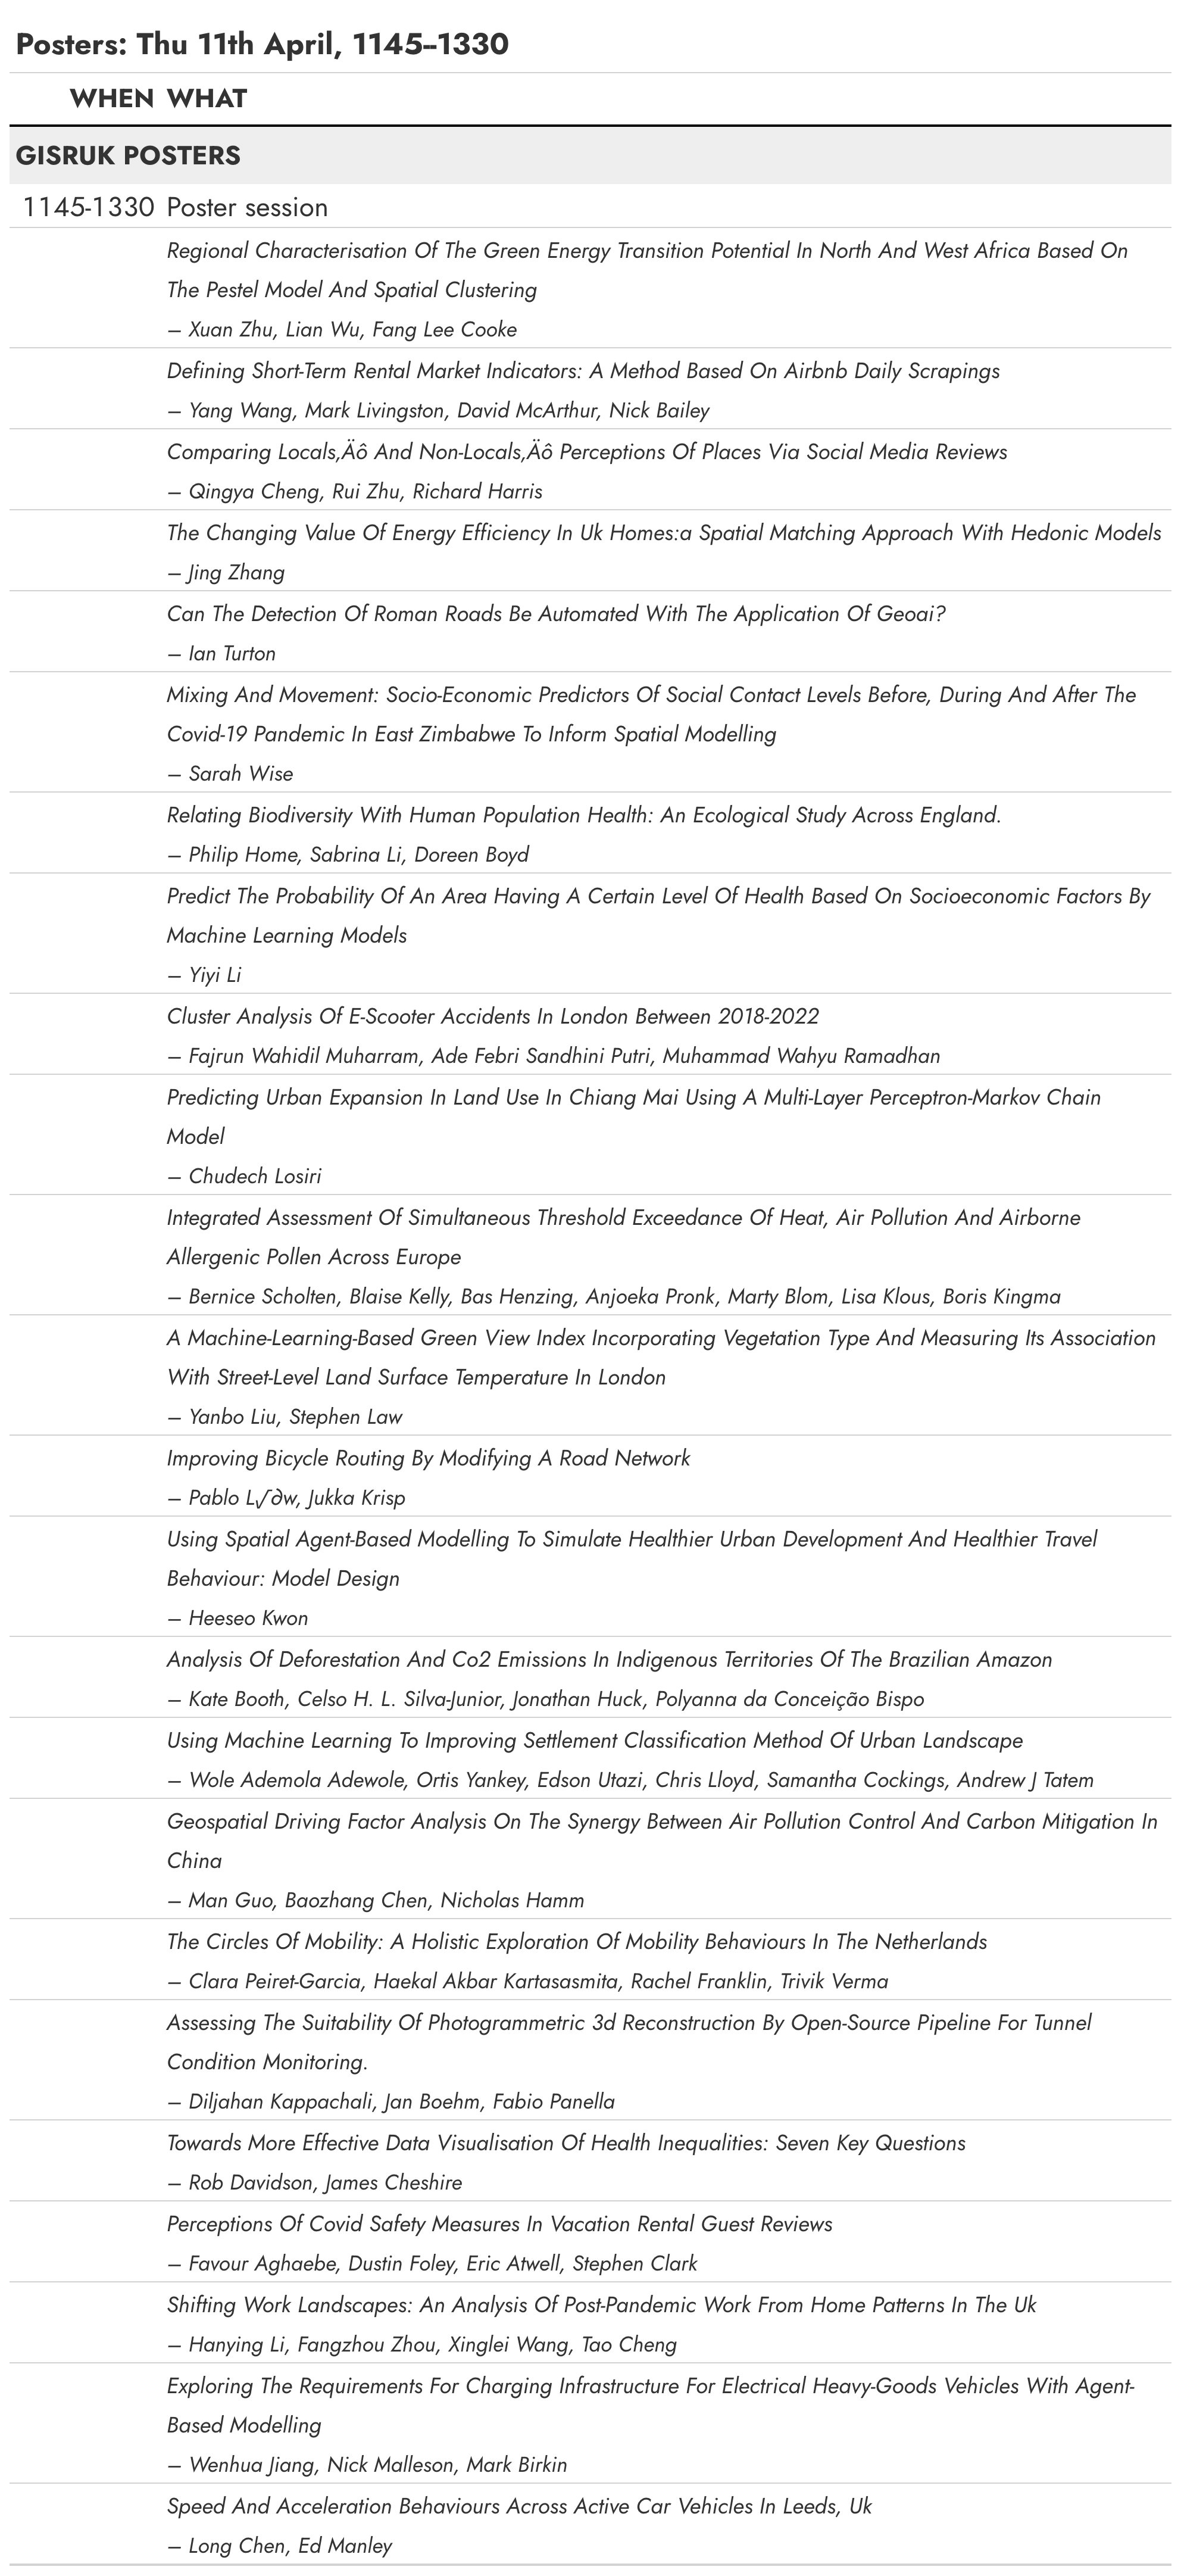 Posters: Thu 11th April, 1145--1330
WHEN WHAT
GISRUK POSTERS
1145-1330 Poster session
Regional Characterisation Of The Green Energy Transition Potential In North And West Africa Based On
The Pestel Model And Spatial Clustering
– Xuan Zhu, Lian Wu, Fang Lee Cooke
Defining Short-Term Rental Market Indicators: A Method Based On Airbnb Daily Scrapings
– Yang Wang, Mark Livingston, David McArthur, Nick Bailey
Comparing Locals‚Äô And Non-Locals‚Äô Perceptions Of Places Via Social Media Reviews
– Qingya Cheng, Rui Zhu, Richard Harris
The Changing Value Of Energy Efficiency In Uk Homes:a Spatial Matching Approach With Hedonic Models
– Jing Zhang
Can The Detection Of Roman Roads Be Automated With The Application Of Geoai?
– Ian Turton
Mixing And Movement: Socio-Economic Predictors Of Social Contact Levels Before, During And After The
Covid-19 Pandemic In East Zimbabwe To Inform Spatial Modelling
– Sarah Wise
Relating Biodiversity With Human Population Health: An Ecological Study Across England.
– Philip Home, Sabrina Li, Doreen Boyd
Predict The Probability Of An Area Having A Certain Level Of Health Based On Socioeconomic Factors By
Machine Learning Models
– Yiyi Li
Cluster Analysis Of E-Scooter Accidents In London Between 2018-2022
– Fajrun Wahidil Muharram, Ade Febri Sandhini Putri, Muhammad Wahyu Ramadhan
Predicting Urban Expansion In Land Use In Chiang Mai Using A Multi-Layer Perceptron-Markov Chain
Model
– Chudech Losiri
Integrated Assessment Of Simultaneous Threshold Exceedance Of Heat, Air Pollution And Airborne
Allergenic Pollen Across Europe
– Bernice Scholten, Blaise Kelly, Bas Henzing, Anjoeka Pronk, Marty Blom, Lisa Klous, Boris Kingma
A Machine-Learning-Based Green View Index Incorporating Vegetation Type And Measuring Its Association
With Street-Level Land Surface Temperature In London
– Yanbo Liu, Stephen Law
Improving Bicycle Routing By Modifying A Road Network
– Pablo L√∂w, Jukka Krisp
Using Spatial Agent-Based Modelling To Simulate Healthier Urban Development And Healthier Travel
Behaviour: Model Design
– Heeseo Kwon
Analysis Of Deforestation And Co2 Emissions In Indigenous Territories Of The Brazilian Amazon
– Kate Booth, Celso H. L. Silva-Junior, Jonathan Huck, Polyanna da Conceição Bispo
Using Machine Learning To Improving Settlement Classification Method Of Urban Landscape
– Wole Ademola Adewole, Ortis Yankey, Edson Utazi, Chris Lloyd, Samantha Cockings, Andrew J Tatem
Geospatial Driving Factor Analysis On The Synergy Between Air Pollution Control And Carbon Mitigation In
China
– Man Guo, Baozhang Chen, Nicholas Hamm
The Circles Of Mobility: A Holistic Exploration Of Mobility Behaviours In The Netherlands
– Clara Peiret-Garcia, Haekal Akbar Kartasasmita, Rachel Franklin, Trivik Verma
Assessing The Suitability Of Photogrammetric 3d Reconstruction By Open-Source Pipeline For Tunnel
Condition Monitoring.
– Diljahan Kappachali, Jan Boehm, Fabio Panella
Towards More Effective Data Visualisation Of Health Inequalities: Seven Key Questions
– Rob Davidson, James Cheshire
Perceptions Of Covid Safety Measures In Vacation Rental Guest Reviews
– Favour Aghaebe, Dustin Foley, Eric Atwell, Stephen Clark
Shifting Work Landscapes: An Analysis Of Post-Pandemic Work From Home Patterns In The Uk
– Hanying Li, Fangzhou Zhou, Xinglei Wang, Tao Cheng
Exploring The Requirements For Charging Infrastructure For Electrical Heavy-Goods Vehicles With Agent-
Based Modelling
– Wenhua Jiang, Nick Malleson, Mark Birkin
Speed And Acceleration Behaviours Across Active Car Vehicles In Leeds, Uk
– Long Chen, Ed Manley